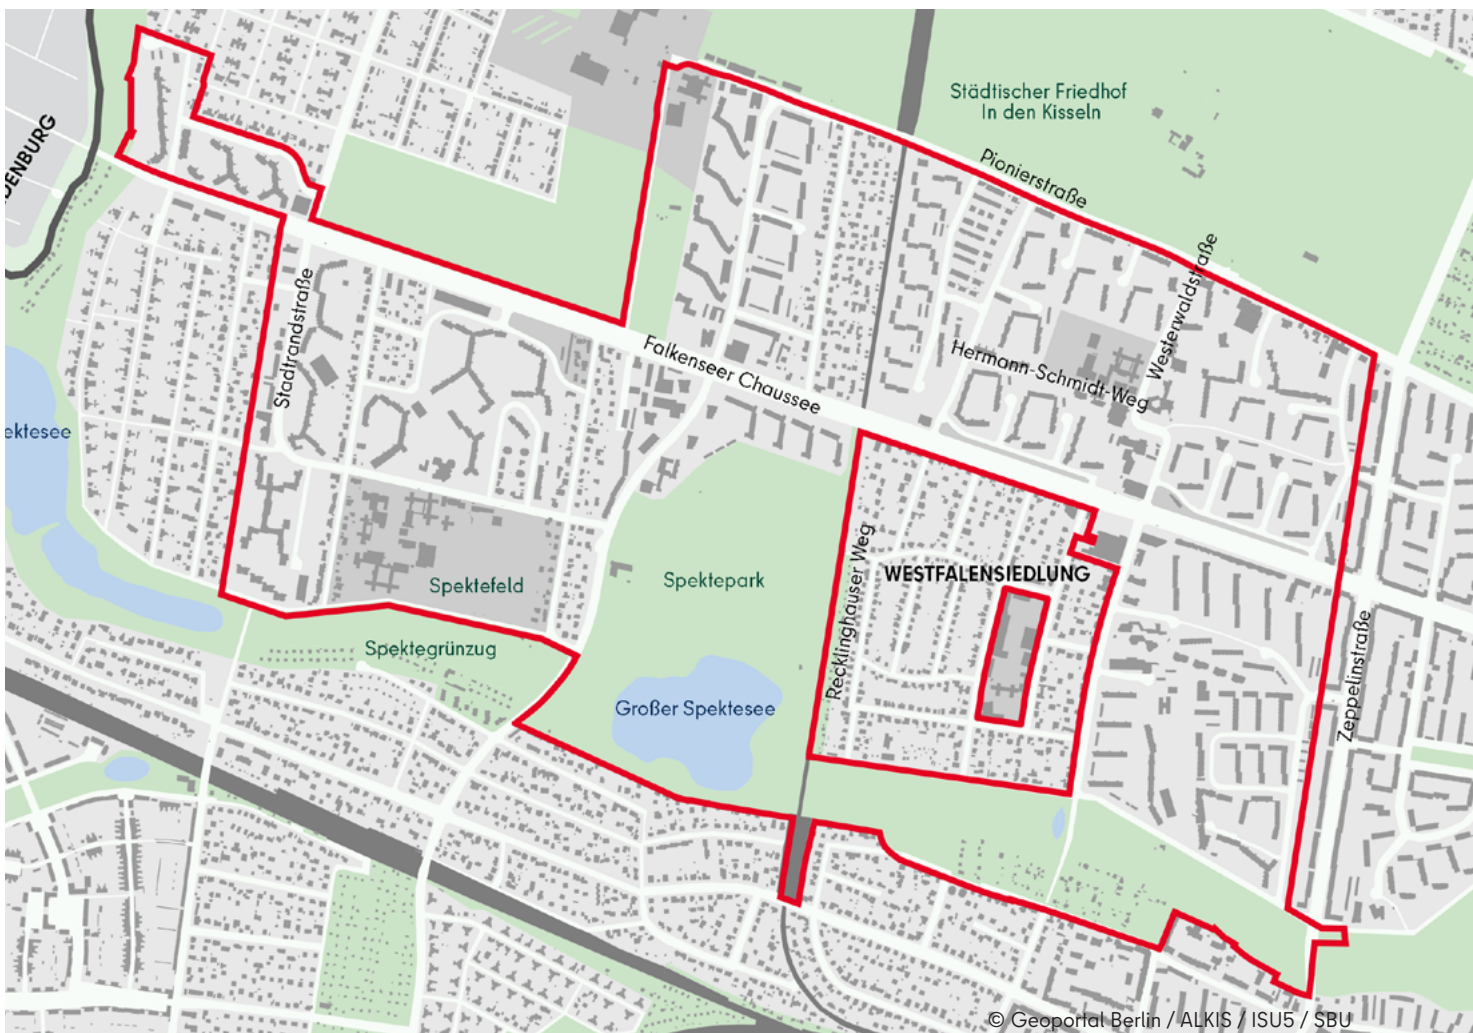 Städtischer Friedhof
In den Kisseln
DENBURG
Pionierstraße
Westerwaldstraße
Stadtrandstraße
Falkenseer Chaussee
Hermann-Schmidt-Weg
ektesee
Recklinghauser Weg
WESTFALENSIEDLUNG
Spektefeld
Spektepark
Spektegrünzug
Zeppelinstraße
Großer Spektesee
© Geoportal Berlin / ALKIS / ISU5 / SBU